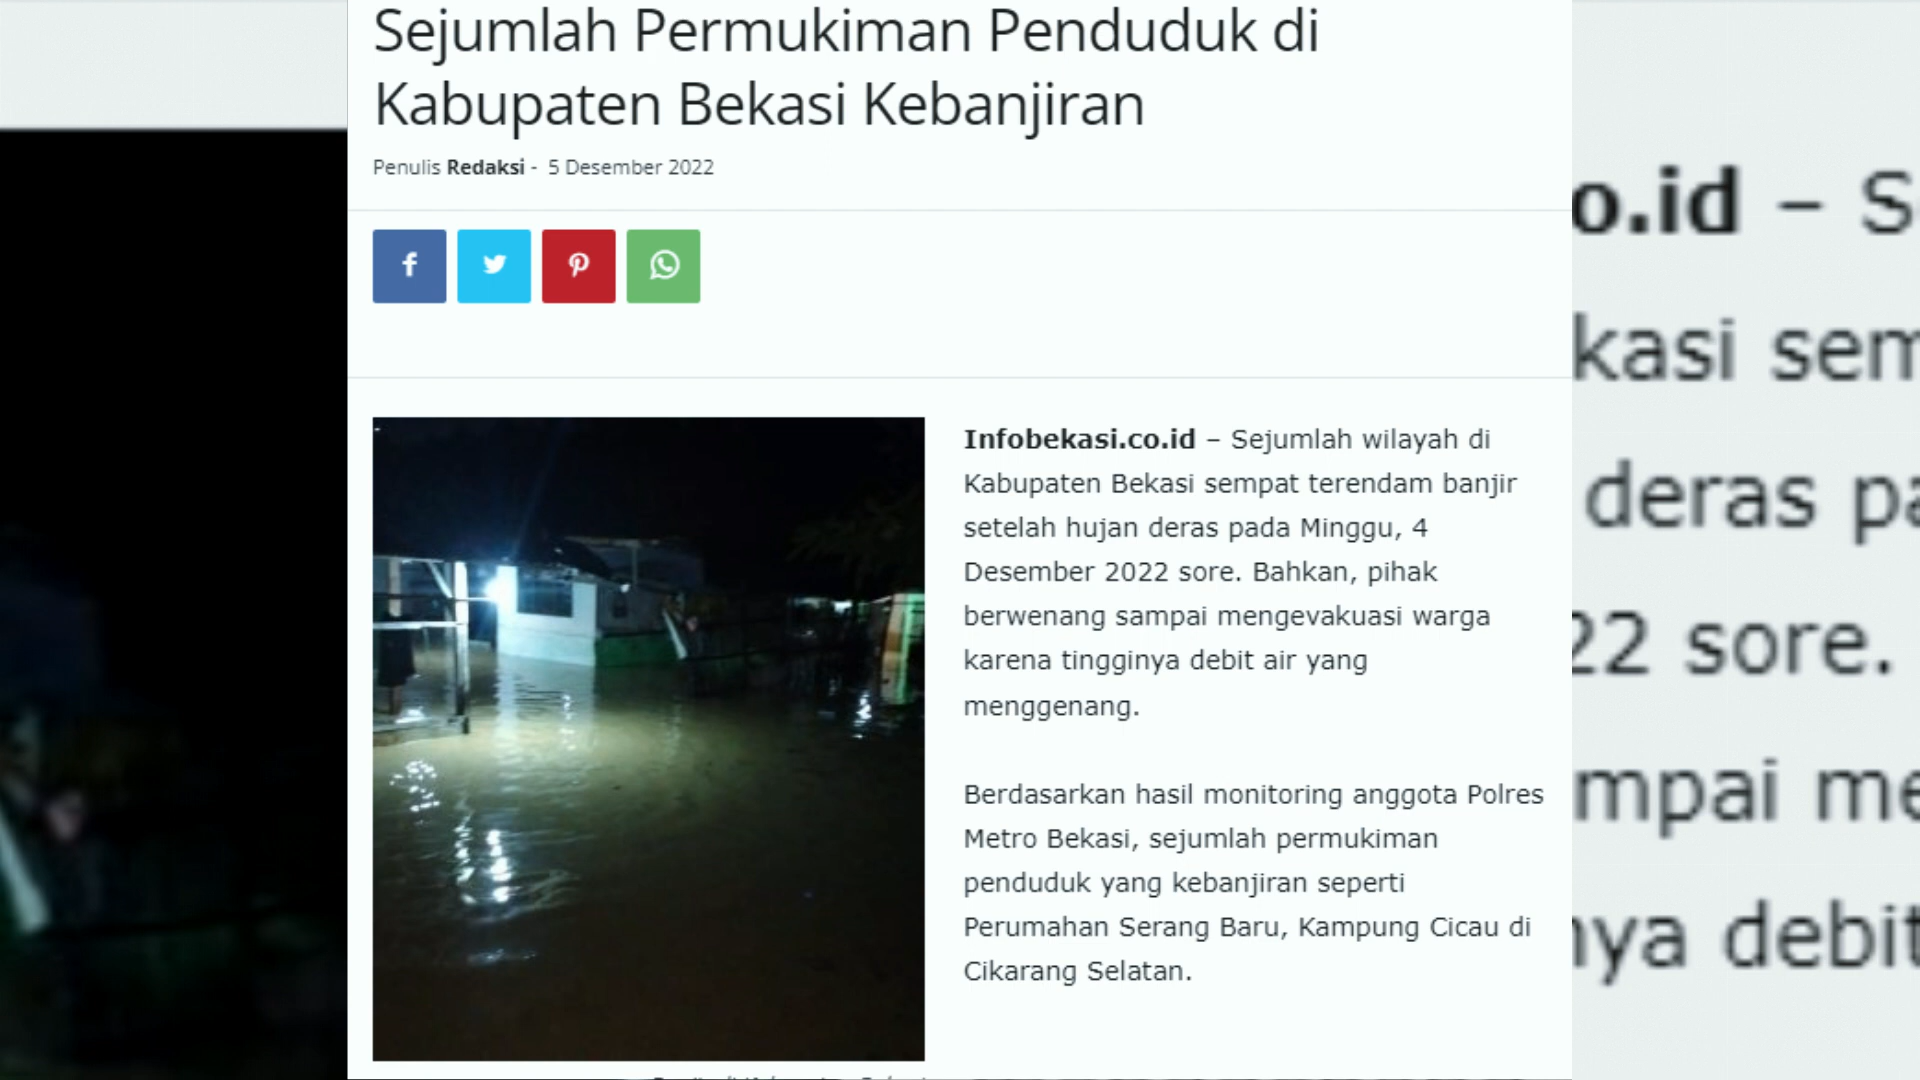 Sejumlah Permukiman Penduduk di
Kabupaten Bekasi Kebanjiran
Penulis Redaksi - 5 Desember 2022
Infobekasi.co.id – Sejumlah wilayah di
Kabupaten Bekasi sempat terendam banjir
setelah hujan deras pada Minggu, 4
Desember 2022 sore. Bahkan, pihak
berwenang sampai mengevakuasi warga
karena tingginya debit air yang
menggenang.
Berdasarkan hasil monitoring anggota Polres
Metro Bekasi, sejumlah permukiman
penduduk yang kebanjiran seperti
Perumahan Serang Baru, Kampung Cicau di
Cikarang Selatan.
o.id – S
kasi sem
deras pa
22 sore.
mpai me
nya debit